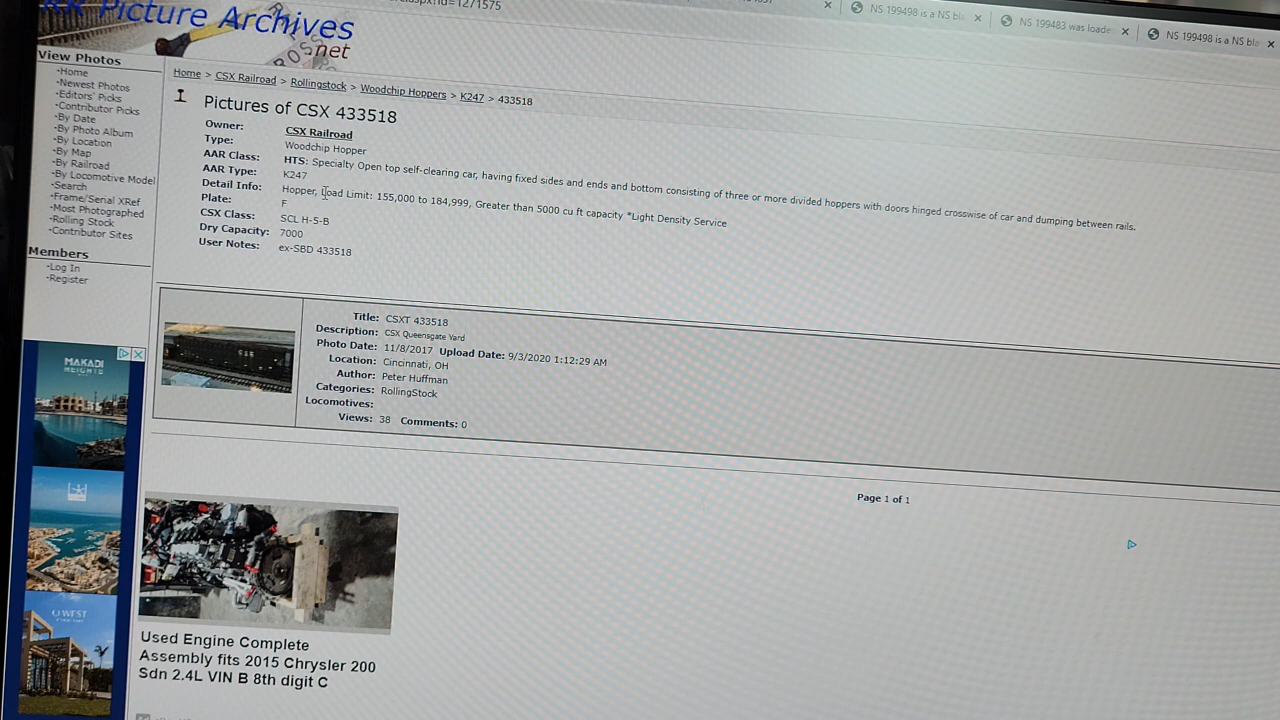 NS 199498 is a NS bla
NS 199483 was loade
NS 199498 is a NS bla
RR Picture Archives
.net
View Photos
·Home
·Newest Photos
·Editors' Picks
·Contributor Picks
·By Date
·By Photo Album
·By Location
·By Map
·By Railroad
·By Locomotive Model
·Search
·Frame/Serial XRef
·Most Photographed
·Rolling Stock
·Contributor Sites
Members
·Log In
·Register
Home > CSX Railroad > Rollingstock > Woodchip Hoppers > K247 > 433518
Pictures of CSX 433518
Owner: CSX Railroad
Type: Woodchip Hopper
AAR Class: HTS: Specialty Open top self-clearing car, having fixed sides and ends and bottom consisting of three or more divided hoppers with doors hinged crosswise of car and dumping between rails.
AAR Type: K247
Detail Info: Hopper, Load Limit: 155,000 to 184,999, Greater than 5000 cu ft capacity *Light Density Service
Plate: F
CSX Class: SCL H-5-B
Dry Capacity: 7000
User Notes: ex-SBD 433518
Title: CSXT 433518
Description: CSX Queensgate Yard
Photo Date: 11/8/2017 Upload Date: 9/3/2020 1:12:29 AM
Location: Cincinnati, OH
Author: Peter Huffman
Categories: RollingStock
Locomotives:
Views: 38 Comments: 0
Page 1 of 1
MAKADI
HEIGHTS
O WEST
Used Engine Complete
Assembly fits 2015 Chrysler 200
Sdn 2.4L VIN B 8th digit C